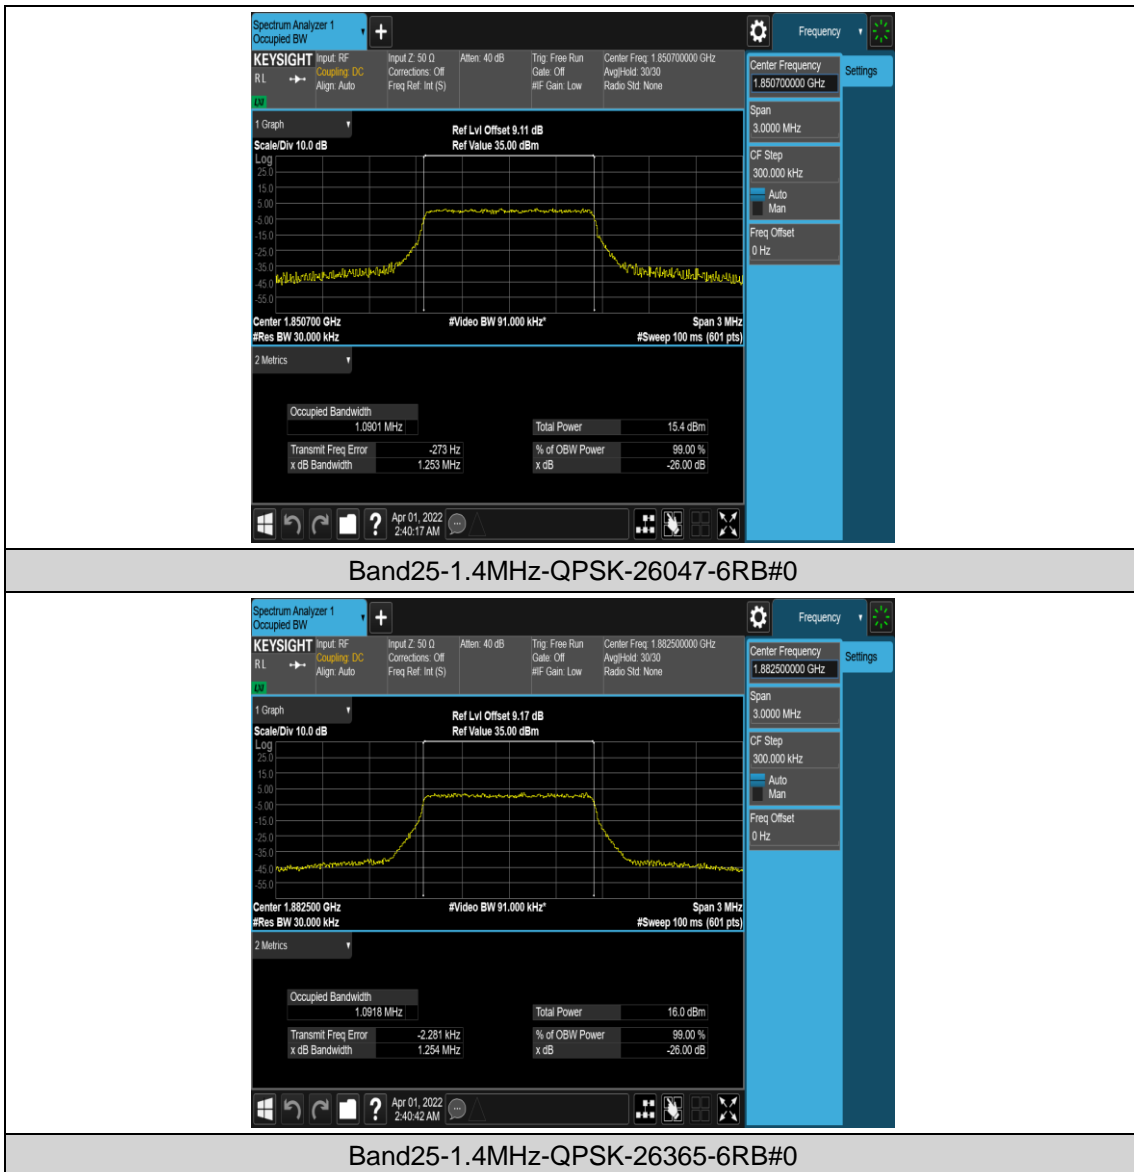 Spectrum Analyzer 1
Occupied BW
Frequency
KEYSIGHT
RL
Input: RF
Coupling: DC
Align: Auto
Input Z: 50 Ω
Corrections: Off
Freq Ref: Int (S)
Atten: 40 dB
Trig: Free Run
Gate: Off
#IF Gain: Low
Center Freq: 1.850700000 GHz
Avg|Hold: 30/30
Radio Std: None
Center Frequency
1.850700000 GHz
Settings
Span
3.0000 MHz
CF Step
300.000 kHz
Auto
Man
Freq Offset
0 Hz
1 Graph
Scale/Div 10.0 dB
Ref Lvl Offset 9.11 dB
Ref Value 35.00 dBm
Log
25.0
15.0
5.00
-5.00
-15.0
-25.0
-35.0
-45.0
-55.0
Center 1.850700 GHz
#Video BW 91.000 kHz*
Span 3 MHz
#Res BW 30.000 kHz
#Sweep 100 ms (601 pts)
2 Metrics
Occupied Bandwidth
1.0901 MHz
Total Power 15.4 dBm
Transmit Freq Error -273 Hz
% of OBW Power 99.00 %
x dB Bandwidth 1.253 MHz
x dB -26.00 dB
Apr 01, 2022
2:40:17 AM
Band25-1.4MHz-QPSK-26047-6RB#0
Spectrum Analyzer 1
Occupied BW
Frequency
KEYSIGHT
RL
Input: RF
Coupling: DC
Align: Auto
Input Z: 50 Ω
Corrections: Off
Freq Ref: Int (S)
Atten: 40 dB
Trig: Free Run
Gate: Off
#IF Gain: Low
Center Freq: 1.882500000 GHz
Avg|Hold: 30/30
Radio Std: None
Center Frequency
1.882500000 GHz
Settings
Span
3.0000 MHz
CF Step
300.000 kHz
Auto
Man
Freq Offset
0 Hz
1 Graph
Scale/Div 10.0 dB
Ref Lvl Offset 9.17 dB
Ref Value 35.00 dBm
Log
25.0
15.0
5.00
-5.00
-15.0
-25.0
-35.0
-45.0
-55.0
Center 1.882500 GHz
#Video BW 91.000 kHz*
Span 3 MHz
#Res BW 30.000 kHz
#Sweep 100 ms (601 pts)
2 Metrics
Occupied Bandwidth
1.0918 MHz
Total Power 16.0 dBm
Transmit Freq Error -2.281 kHz
% of OBW Power 99.00 %
x dB Bandwidth 1.254 MHz
x dB -26.00 dB
Apr 01, 2022
2:40:42 AM
Band25-1.4MHz-QPSK-26365-6RB#0